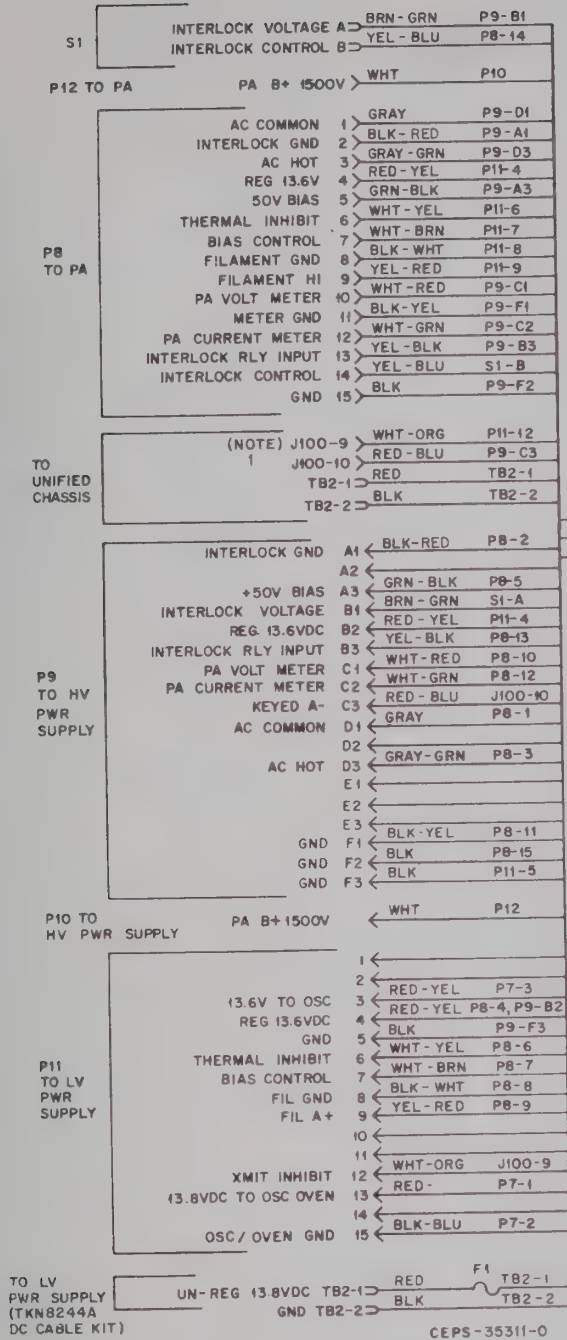 S1
INTERLOCK VOLTAGE A BRN-GRN P9-B1
INTERLOCK CONTROL B YEL-BLU P8-14
P12 TO PA PA B+ 1500V WHT P10
P8 TO PA
AC COMMON 1 GRAY P9-D1
INTERLOCK GND 2 BLK-RED P9-A1
AC HOT 3 GRAY-GRN P9-D3
REG 13.6V 4 RED-YEL P11-4
50V BIAS 5 GRN-BLK P9-A3
THERMAL INHIBIT 6 WHT-YEL P11-6
BIAS CONTROL 7 WHT-BRN P11-7
FILAMENT GND 8 BLK-WHT P11-8
FILAMENT HI 9 YEL-RED P11-9
PA VOLT METER 10 WHT-RED P9-C1
METER GND 11 BLK-YEL P9-F1
PA CURRENT METER 12 WHT-GRN P9-C2
INTERLOCK RLY INPUT 13 YEL-BLK P9-B3
INTERLOCK CONTROL 14 YEL-BLU S1-B
GND 15 BLK P9-F2
TO UNIFIED CHASSIS
(NOTE) J100-9 WHT-ORG P11-12
1 J100-10 RED-BLU P9-C3
TB2-1 RED TB2-1
TB2-2 BLK TB2-2
P9 TO HV PWR SUPPLY
INTERLOCK GND A1 BLK-RED P8-2
A2
+50V BIAS A3 GRN-BLK P8-5
INTERLOCK VOLTAGE B1 BRN-GRN S1-A
REG 13.6VDC B2 RED-YEL P11-4
INTERLOCK RLY INPUT B3 YEL-BLK P8-13
PA VOLT METER C1 WHT-RED P8-10
PA CURRENT METER C2 WHT-GRN P8-12
KEYED A- C3 RED-BLU J100-10
AC COMMON D1 GRAY P8-1
D2
AC HOT D3 GRAY-GRN P8-3
E1
E2
E3
GND F1 BLK-YEL P8-11
GND F2 BLK P8-15
GND F3 BLK P11-5
P10 TO HV PWR SUPPLY PA B+1500V WHT P12
P11 TO LV PWR SUPPLY
1
2
13.6V TO OSC 3 RED-YEL P7-3
REG 13.6VDC 4 RED-YEL P8-4, P9-B2
GND 5 BLK P9-F3
THERMAL INHIBIT 6 WHT-YEL P8-6
BIAS CONTROL 7 WHT-BRN P8-7
FIL GND 8 BLK-WHT P8-8
FIL A+ 9 YEL-RED P8-9
10
11
XMIT INHIBIT 12 WHT-ORG J100-9
13.8VDC TO OSC OVEN 13 RED- P7-1
14
OSC/OVEN GND 15 BLK-BLU P7-2
TO LV PWR SUPPLY (TKN8244A DC CABLE KIT)
F1
UN-REG 13.8VDC TB2-1 RED TB2-1
GND TB2-2 BLK TB2-2
CEPS-35311-0